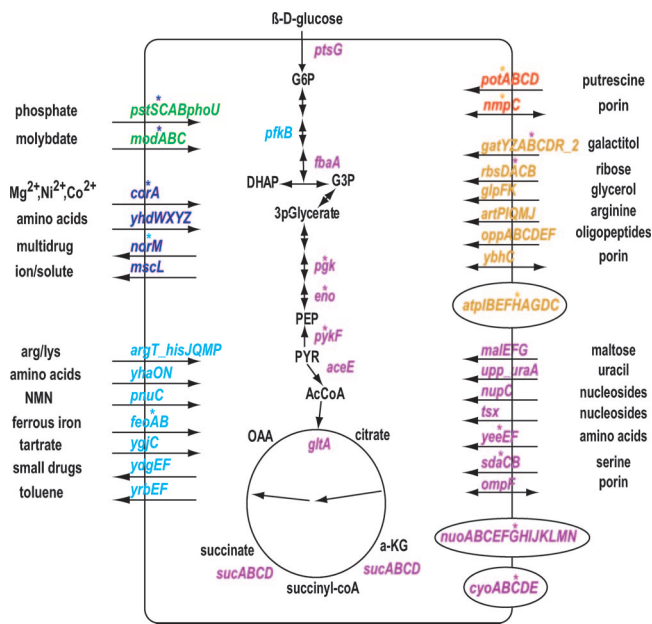 ß-D-glucose
ptsG
G6P
pfkB
fbaA
DHAP
G3P
3pGlycerate
pgk
*
eno
*
PEP
pykF
*
PYR
aceE
AcCoA
OAA
citrate
gltA
succinate
a-KG
sucABCD
sucABCD
succinyl-coA
phosphate
pstSCABphoU
*
molybdate
modABC
*
Mg2+,Ni2+,Co2+
corA
*
amino acids
yhdWXYZ
multidrug
norM
*
ion/solute
mscL
arg/lys
argT_hisJQMP
amino acids
yhaON
NMN
pnuC
ferrous iron
feoAB
*
tartrate
ygjC
small drugs
ydgEF
toluene
yrbEF
potABCD
*
putrescine
nmpC
*
porin
gatYZABCDR_2
*
galactitol
rbsDACB
*
ribose
glpFK
glycerol
artPIQMJ
arginine
oppABCDEF
oligopeptides
ybhC
porin
atpIBEFHAGDC
*
malEFG
maltose
upp_uraA
uracil
nupC
nucleosides
tsx
nucleosides
yeeEF
*
amino acids
sdaCB
*
serine
ompF
porin
nuoABCEFGHIJKLMN
*
cyoABCDE
*